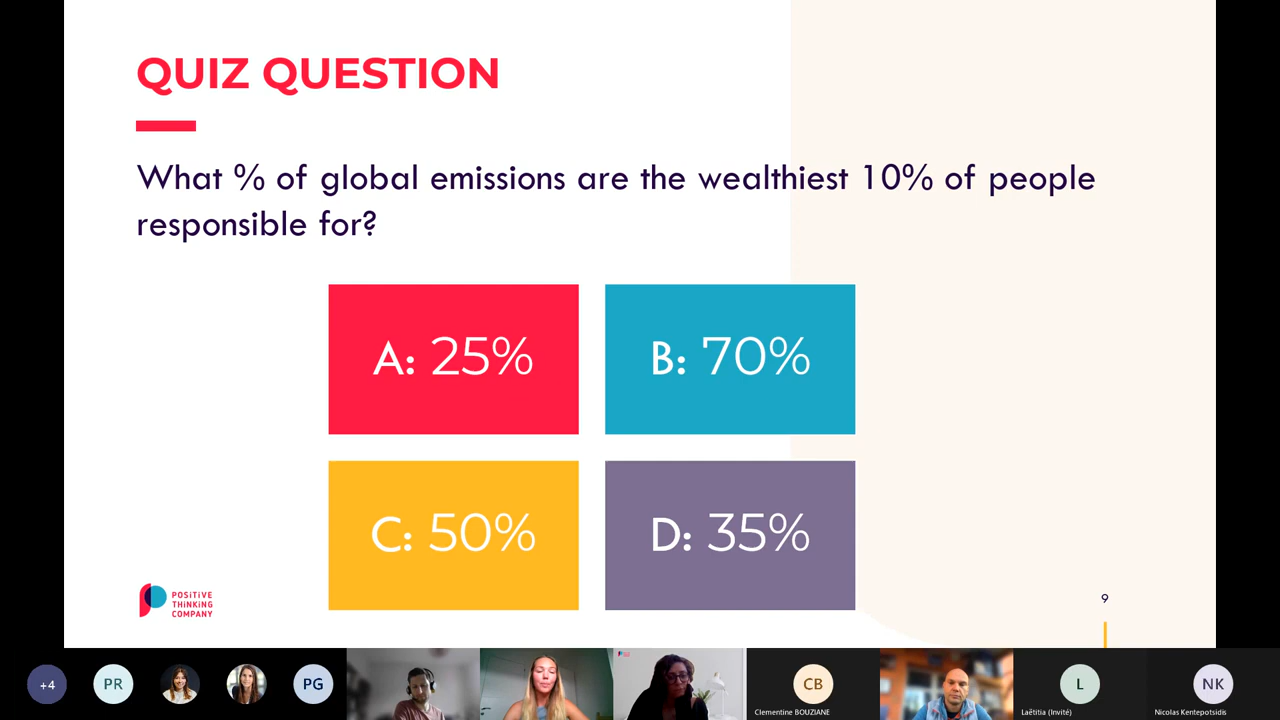 QUIZ QUESTION
What % of global emissions are the wealthiest 10% of people
responsible for?
A: 25%
B: 70%
C: 50%
D: 35%
POSiTiVE
THiNKiNG
COMPANY
9
+4
PR
PG
CB
Clementine BOUZIANE
L
Laëtitia (Invité)
NK
Nicolas Kentepotsidis